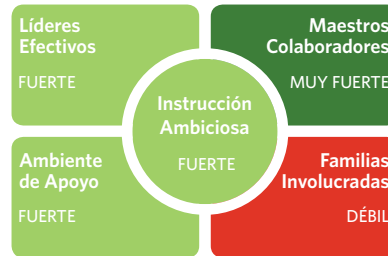 Líderes
Efectivos
FUERTE
Maestros
Colaboradores
MUY FUERTE
Instrucción
Ambiciosa
FUERTE
Ambiente
de Apoyo
FUERTE
Familias
Involucradas
DÉBIL